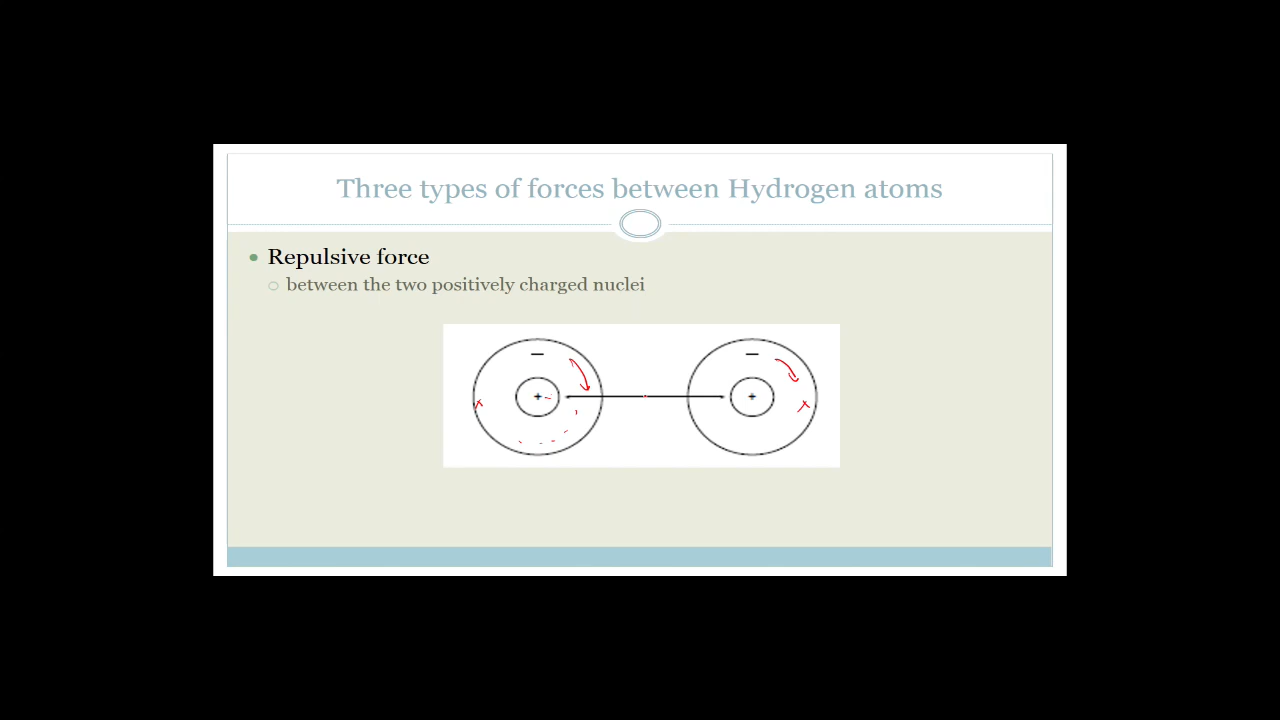 Three types of forces between Hydrogen atoms
Repulsive force
between the two positively charged nuclei
− −
+ +